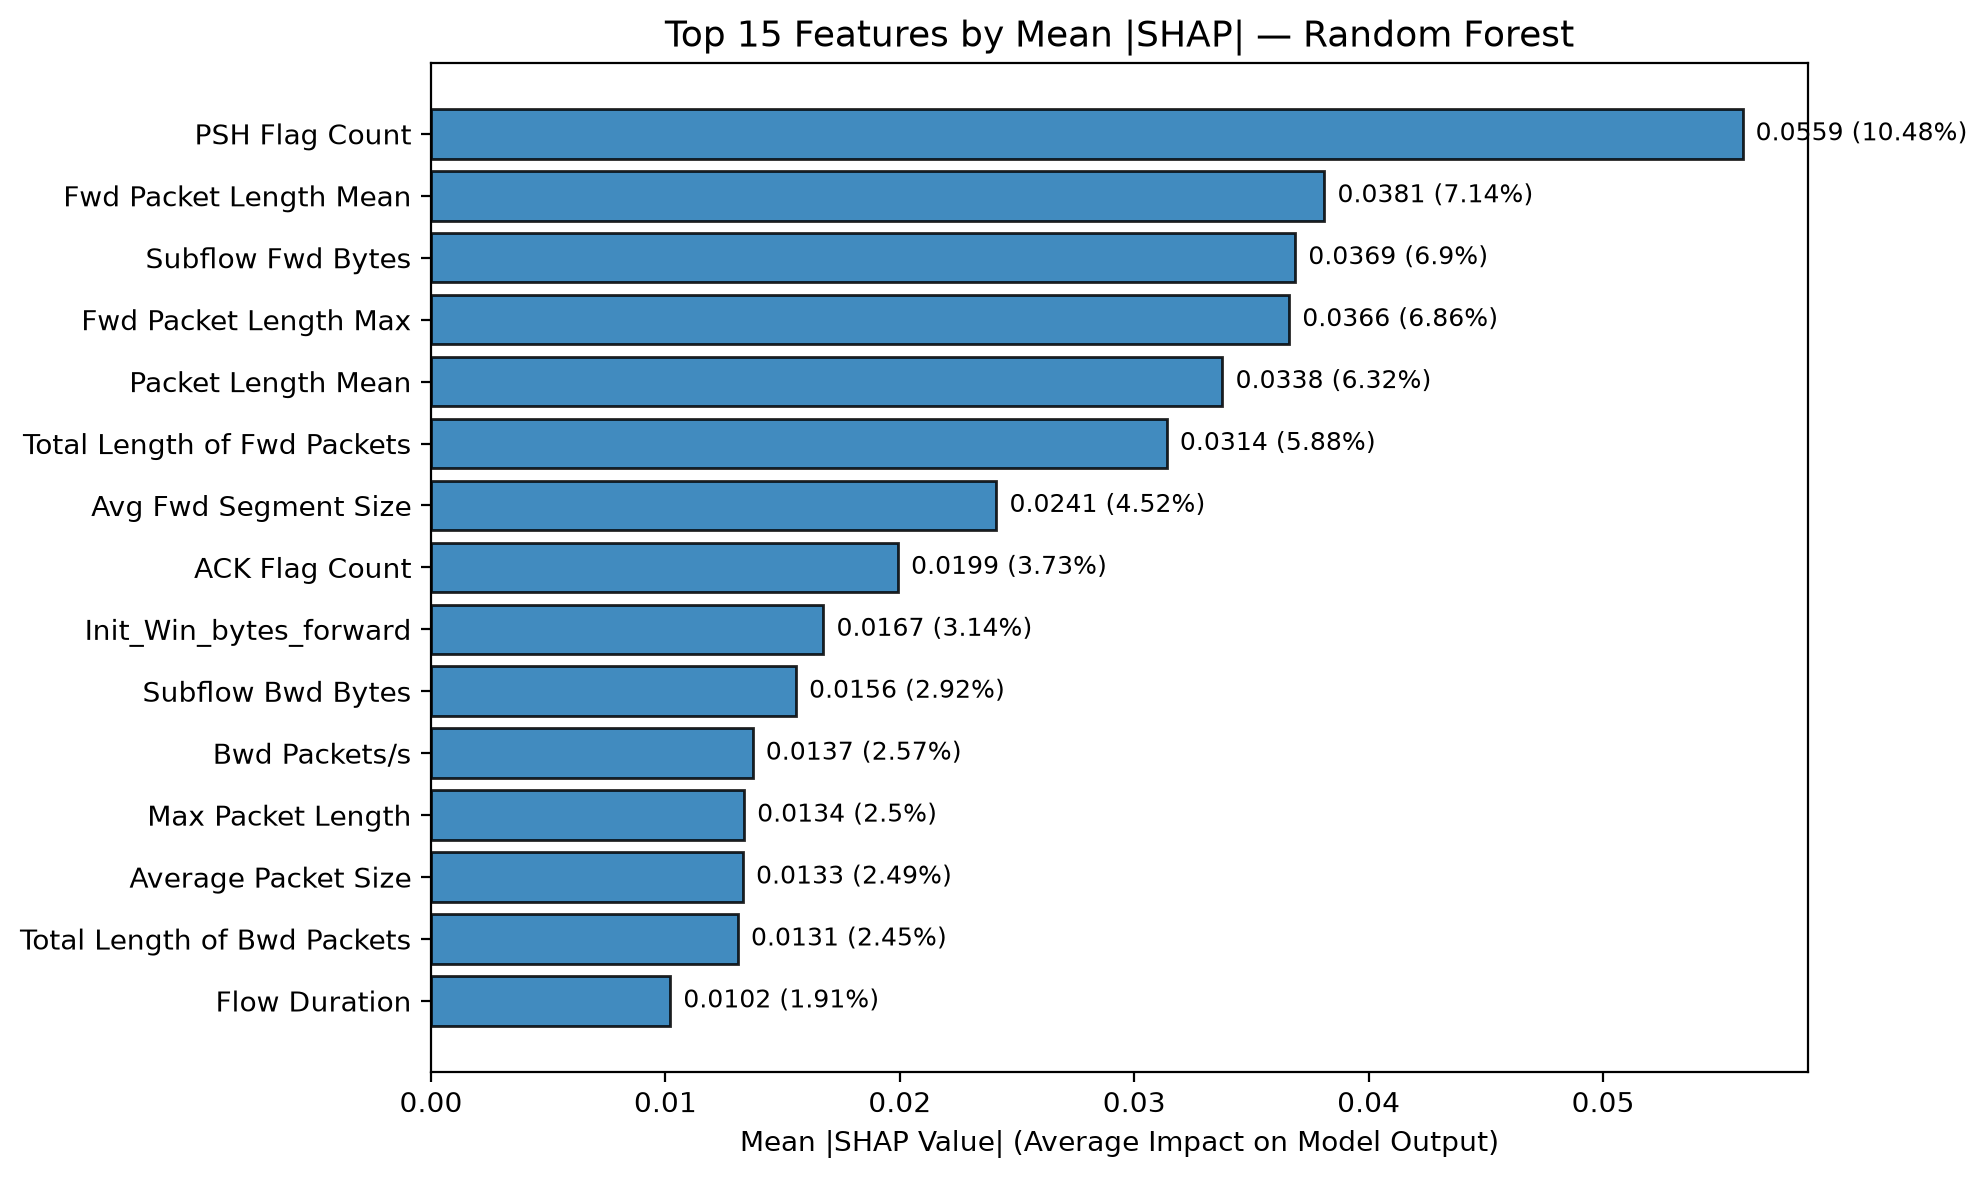 Top 15 Features by Mean |SHAP| — Random Forest
PSH Flag Count 0.0559 (10.48%)
Fwd Packet Length Mean 0.0381 (7.14%)
Subflow Fwd Bytes 0.0369 (6.9%)
Fwd Packet Length Max 0.0366 (6.86%)
Packet Length Mean 0.0338 (6.32%)
Total Length of Fwd Packets 0.0314 (5.88%)
Avg Fwd Segment Size 0.0241 (4.52%)
ACK Flag Count 0.0199 (3.73%)
Init_Win_bytes_forward 0.0167 (3.14%)
Subflow Bwd Bytes 0.0156 (2.92%)
Bwd Packets/s 0.0137 (2.57%)
Max Packet Length 0.0134 (2.5%)
Average Packet Size 0.0133 (2.49%)
Total Length of Bwd Packets 0.0131 (2.45%)
Flow Duration 0.0102 (1.91%)
0.00 0.01 0.02 0.03 0.04 0.05
Mean |SHAP Value| (Average Impact on Model Output)